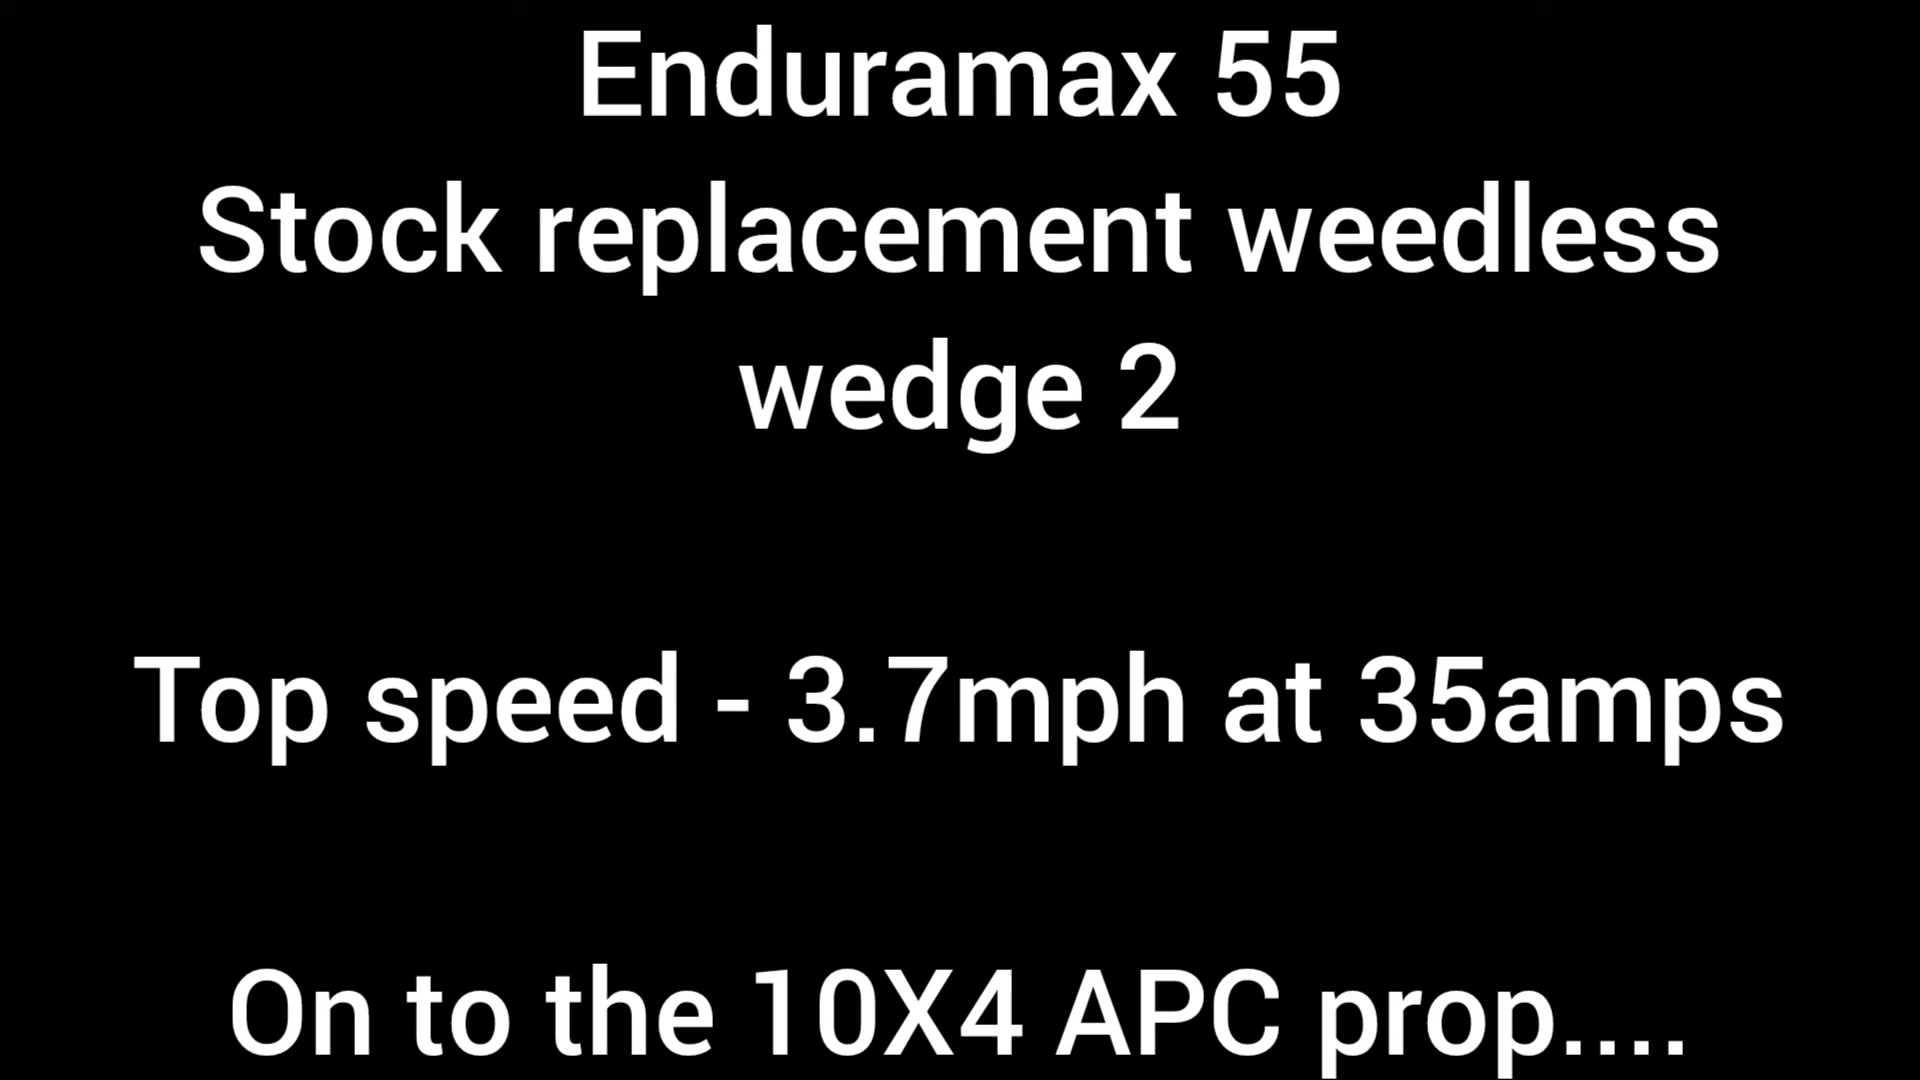 Enduramax 55
Stock replacement weedless
wedge 2
Top speed - 3.7mph at 35amps
On to the 10X4 APC prop....